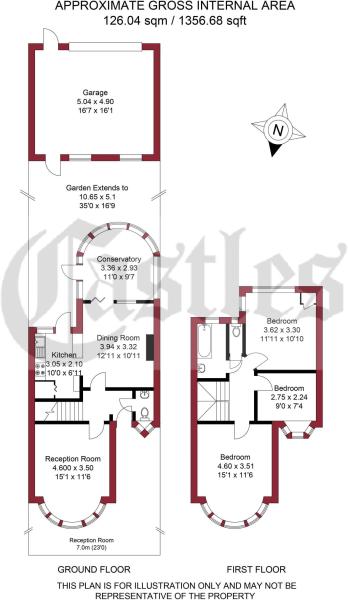 APPROXIMATE GROSS INTERNAL AREA
126.04 sqm / 1356.68 sqft
Garage
5.04 x 4.90
16'7 x 16'1
N
Garden Extends to
10.65 x 5.1
35'0 x 16'9
Castles
Conservatory
3.36 x 2.93
11'0 x 9'7
Dining Room
3.94 x 3.32
12'11 x 10'11
Kitchen
3.05 x 2.10
10'0 x 6'11
Bedroom
3.62 x 3.30
11'11 x 10'10
Bedroom
2.75 x 2.24
9'0 x 7'4
Reception Room
4.600 x 3.50
15'1 x 11'6
Bedroom
4.60 x 3.51
15'1 x 11'6
Reception Room
7.0m (23'0)
GROUND FLOOR
FIRST FLOOR
THIS PLAN IS FOR ILLUSTRATION ONLY AND MAY NOT BE
REPRESENTATIVE OF THE PROPERTY